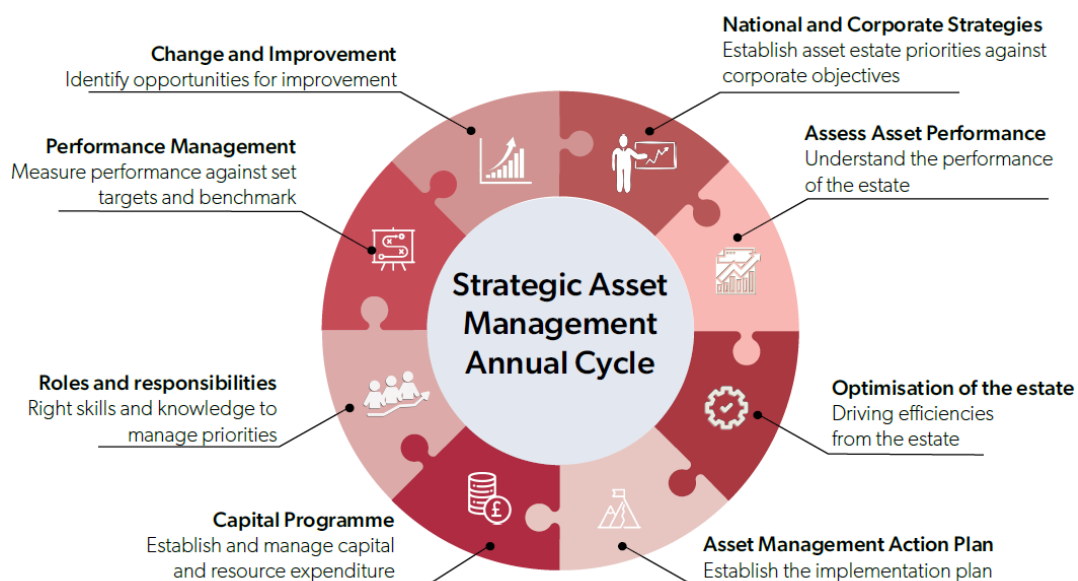 National and Corporate Strategies
Establish asset estate priorities against
corporate objectives
Assess Asset Performance
Understand the performance
of the estate
Optimisation of the estate
Driving efficiencies
from the estate
Asset Management Action Plan
Establish the implementation plan
Capital Programme
Establish and manage capital
and resource expenditure
Roles and responsibilities
Right skills and knowledge to
manage priorities
Performance Management
Measure performance against set
targets and benchmark
Change and Improvement
Identify opportunities for improvement
Strategic Asset
Management
Annual Cycle
£